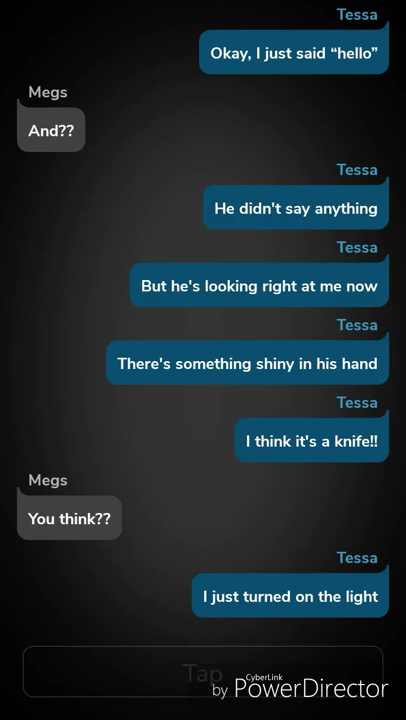 Tessa
Okay, I just said “hello”
Megs
And??
Tessa
He didn't say anything
Tessa
But he's looking right at me now
Tessa
There's something shiny in his hand
Tessa
I think it's a knife!!
Megs
You think??
Tessa
I just turned on the light
Tap
CyberLink
by PowerDirector